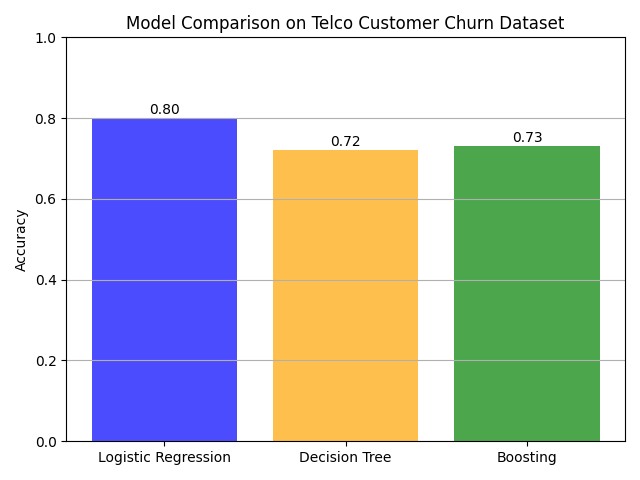 Model Comparison on Telco Customer Churn Dataset
1.0
0.8
0.6
0.4
0.2
0.0
Accuracy
0.80
0.72
0.73
Logistic Regression
Decision Tree
Boosting